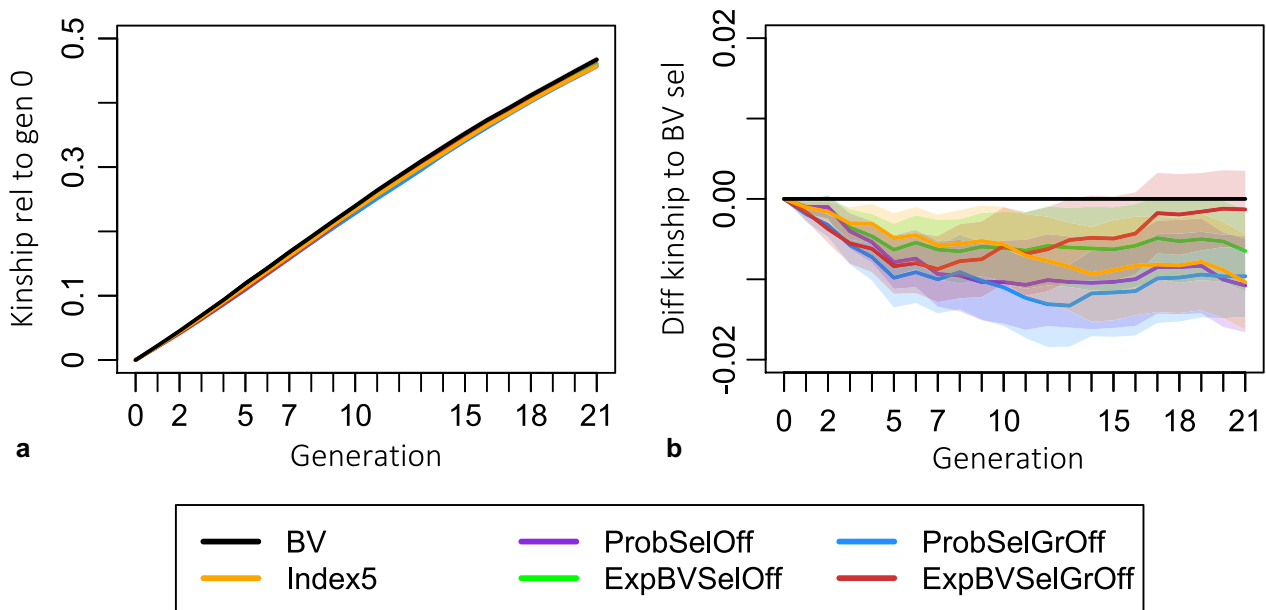 Kinship rel to gen 0
0.5
0.3
0.1
0
0 2 5 7 10 15 18 21
Generation
a
Diff kinship to BV sel
0.02
0.00
-0.02
0 2 5 7 10 15 18 21
Generation
b
BV ProbSelOff ProbSelGrOff
Index5 ExpBVSelOff ExpBVSelGrOff